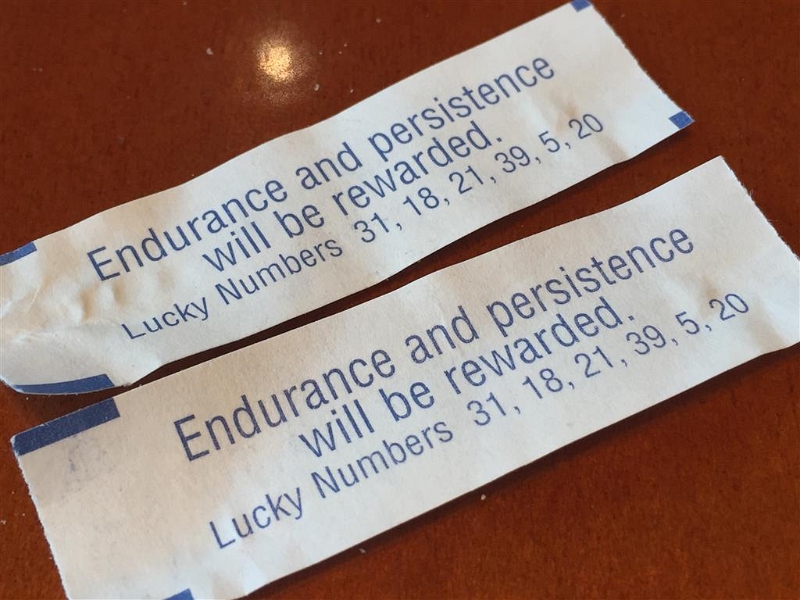 Endurance and persistence
will be rewarded.
Lucky Numbers 31, 18, 21, 39, 5, 20
Endurance and persistence
will be rewarded.
Lucky Numbers 31, 18, 21, 39, 5, 20